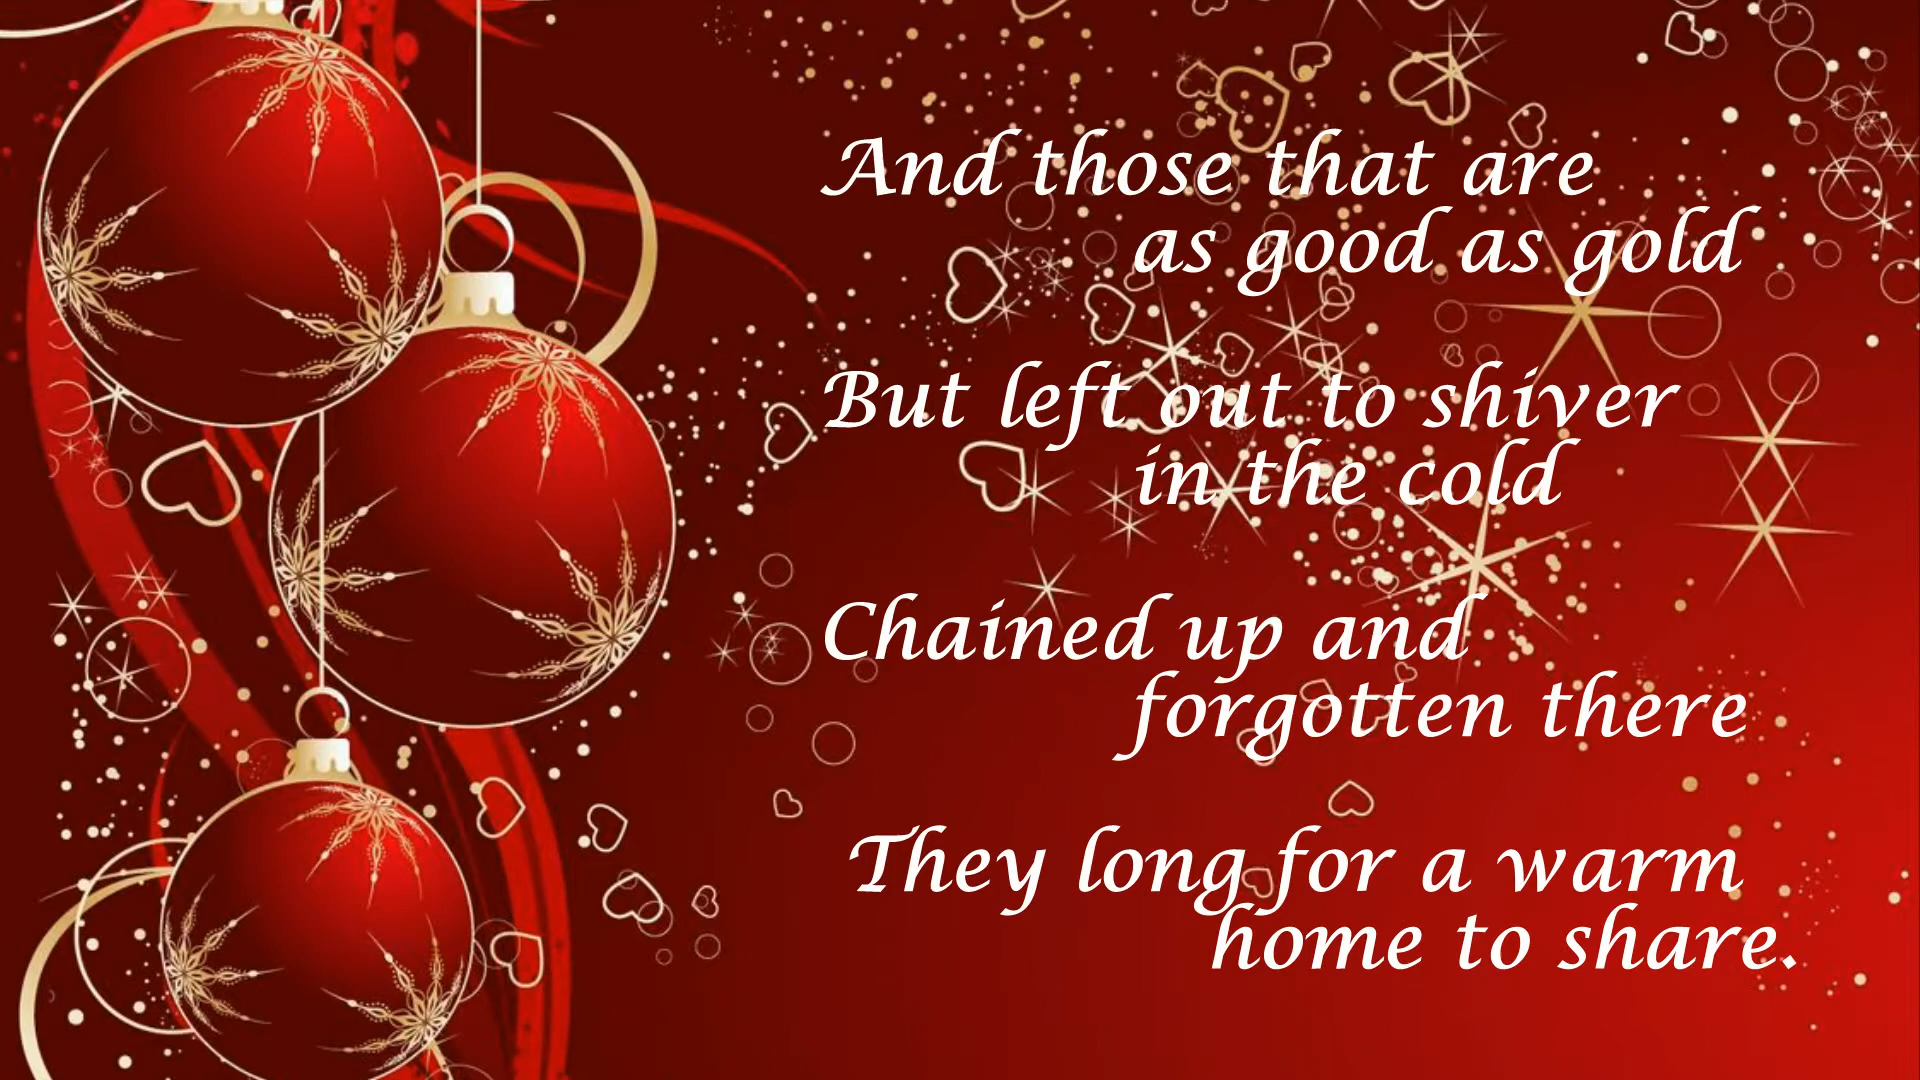 And those that are
as good as gold
But left out to shiver
in the cold
Chained up and
forgotten there
They long for a warm
home to share.